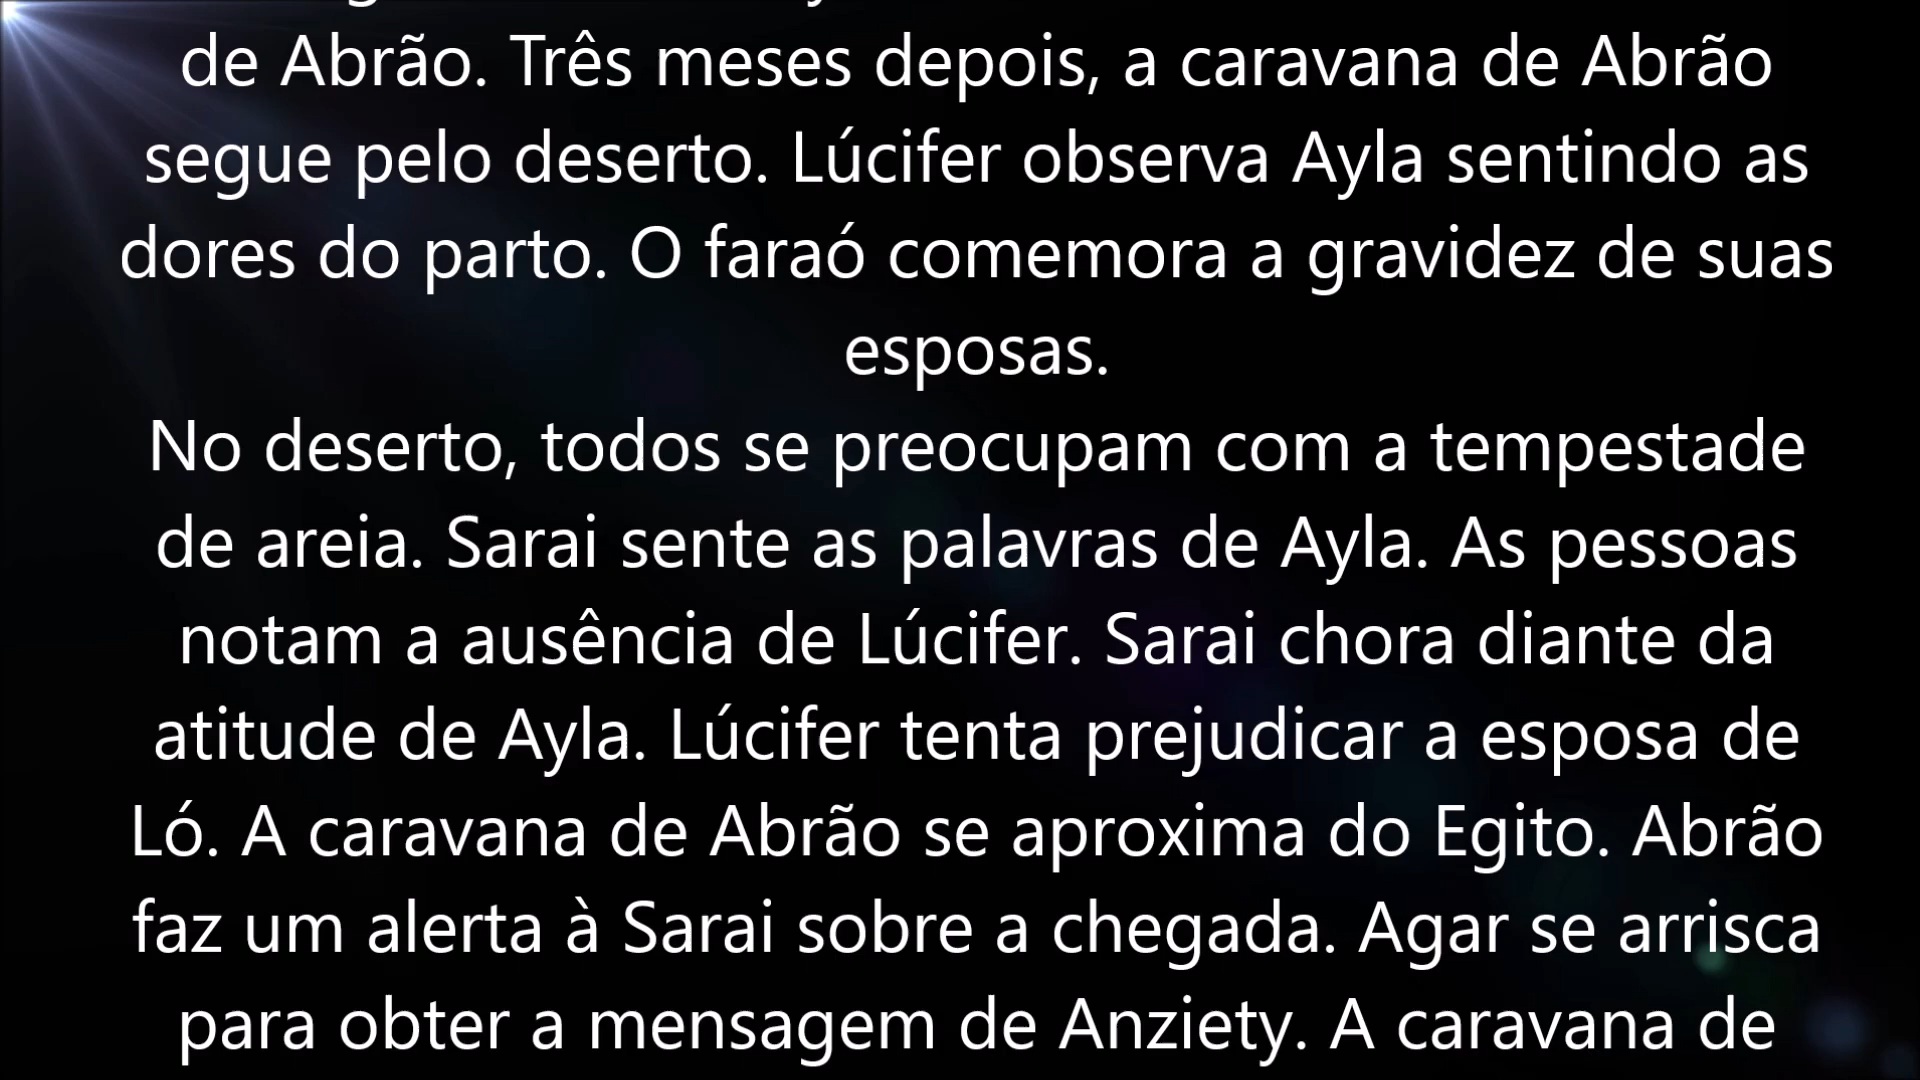 de Abrão. Três meses depois, a caravana de Abrão
segue pelo deserto. Lúcifer observa Ayla sentindo as
dores do parto. O faraó comemora a gravidez de suas
esposas.
No deserto, todos se preocupam com a tempestade
de areia. Sarai sente as palavras de Ayla. As pessoas
notam a ausência de Lúcifer. Sarai chora diante da
atitude de Ayla. Lúcifer tenta prejudicar a esposa de
Ló. A caravana de Abrão se aproxima do Egito. Abrão
faz um alerta à Sarai sobre a chegada. Agar se arrisca
para obter a mensagem de Anziety. A caravana de